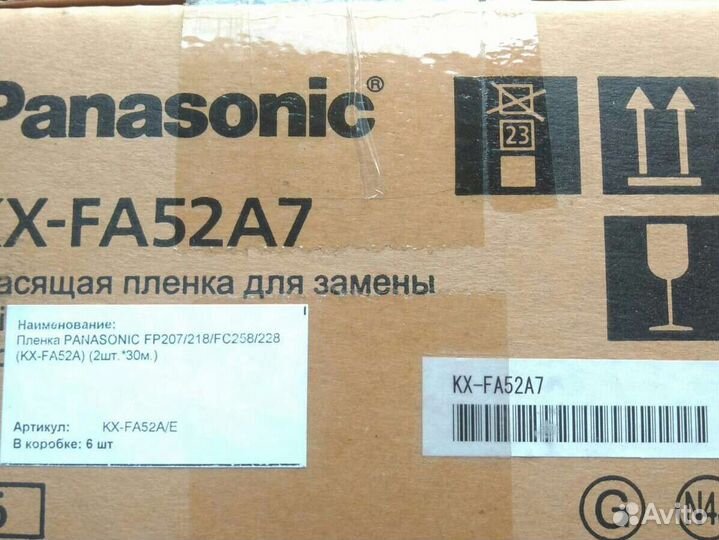 Panasonic®
KX-FA52A7
асящая пленка для замены
Наименование:
Пленка PANASONIC FP207/218/FC258/228
(KX-FA52A) (2шт.*30м.)
Артикул: KX-FA52A/E
В коробке: 6 шт
23
KX-FA52A7
G
N4
Avito